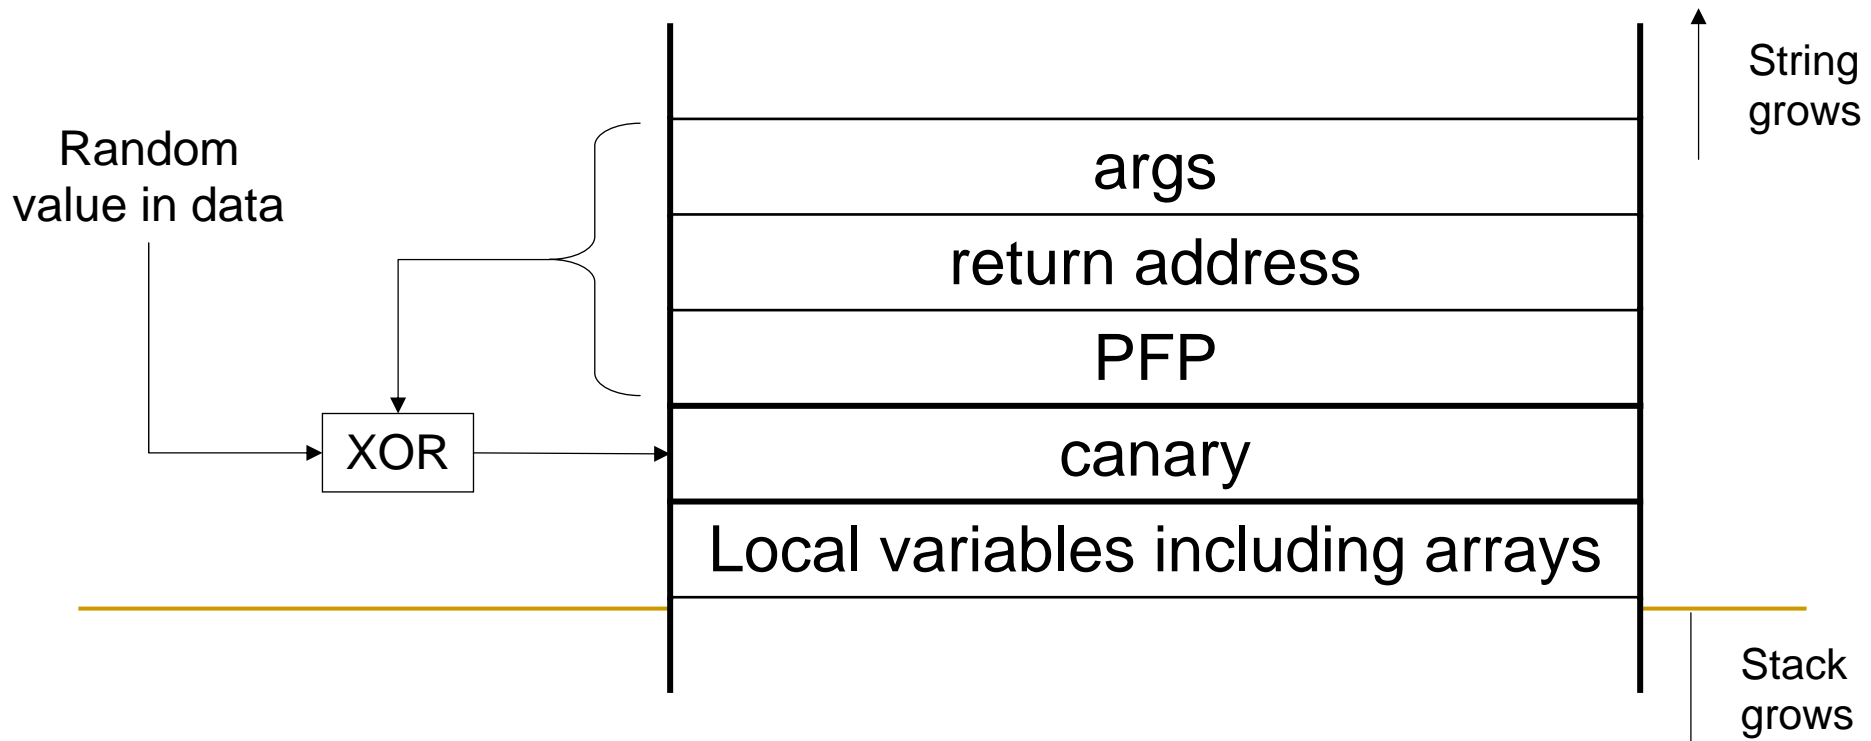 String
grows
Random
value in data
args
return address
PFP
XOR
canary
Local variables including arrays
Stack
grows